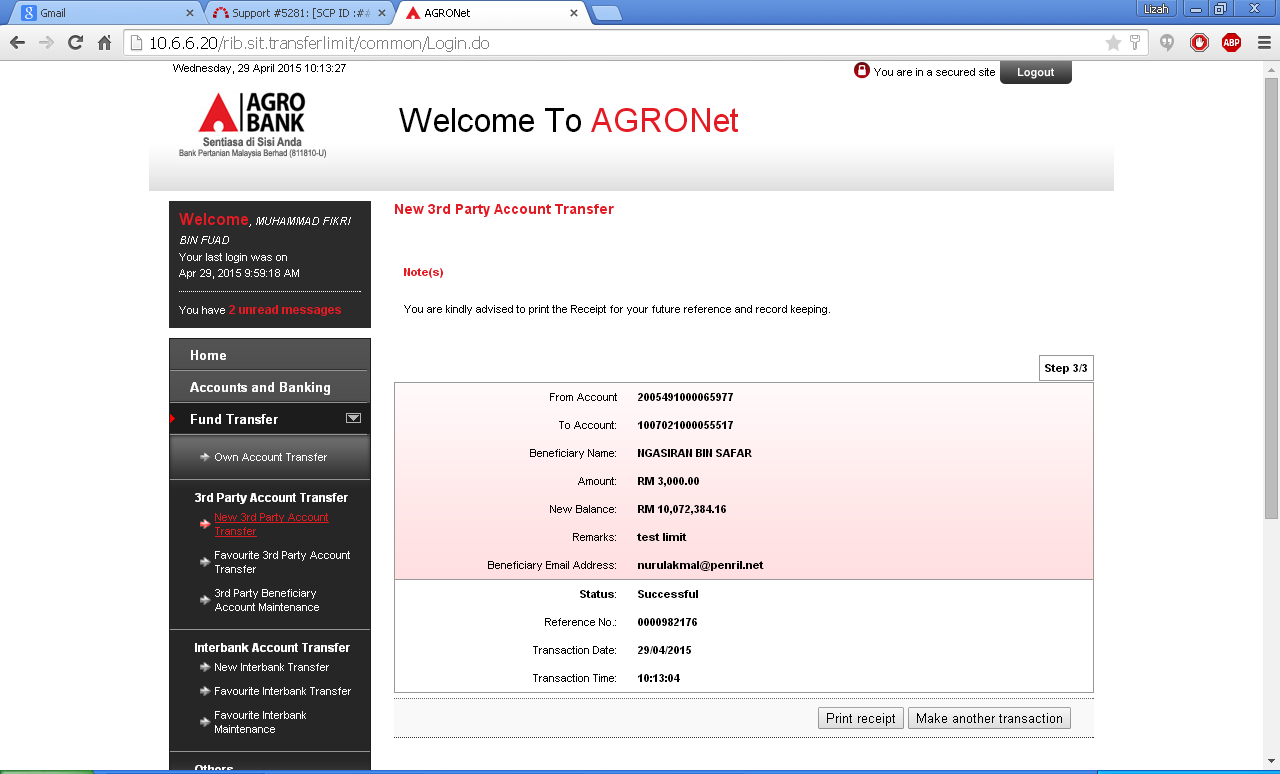 Gmail
Support #5281: [SCP ID :##
AGRONet
Lizah
10.6.6.20/rib.sit.transferlimit/common/Login.do
ABP
Wednesday, 29 April 2015 10:13:27
You are in a secured site
Logout
AGRO
BANK
Sentiasa di Sisi Anda
Bank Pertanian Malaysia Berhad (811810-U)
Welcome To AGRONet
Welcome, MUHAMMAD FIKRI
BIN FUAD
Your last login was on
Apr 29, 2015 9:59:18 AM
You have 2 unread messages
Home
Accounts and Banking
Fund Transfer
Own Account Transfer
3rd Party Account Transfer
New 3rd Party Account
Transfer
Favourite 3rd Party Account
Transfer
3rd Party Beneficiary
Account Maintenance
Interbank Account Transfer
New Interbank Transfer
Favourite Interbank Transfer
Favourite Interbank
Maintenance
Others
New 3rd Party Account Transfer
Note(s)
You are kindly advised to print the Receipt for your future reference and record keeping.
Step 3/3
From Account 2005491000065977
To Account: 1007021000055517
Beneficiary Name: NGASIRAN BIN SAFAR
Amount: RM 3,000.00
New Balance: RM 10,072,384.16
Remarks: test limit
Beneficiary Email Address: nurulakmal@penril.net
Status: Successful
Reference No.: 0000982176
Transaction Date: 29/04/2015
Transaction Time: 10:13:04
Print receipt
Make another transaction